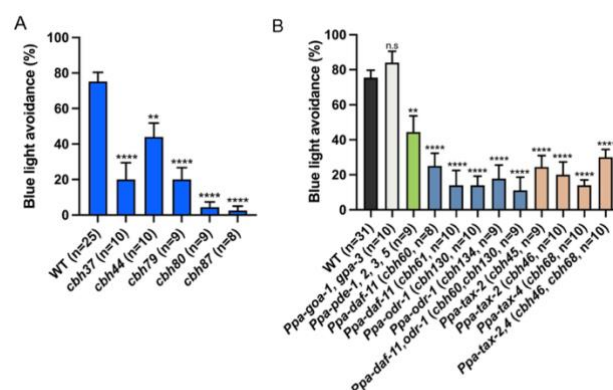 A
Blue light avoidance (%)
100
80
60
40
20
0
**** ** **** **** ****
WT (n=25)
cbh37 (n=10)
cbh44 (n=10)
cbh79 (n=9)
cbh80 (n=9)
cbh87 (n=8)
B
Blue light avoidance (%)
100
80
60
40
20
0
n.s ** **** **** **** **** **** **** **** **** ****
WT (n=31)
Ppa-goa-1, gpa-3 (n=10)
Ppa-pde-1, 2, 3, 5 (n=9)
Ppa-daf-11 (cbh60, n=8)
Ppa-daf-11 (cbh61, n=10)
Ppa-odr-1 (cbh130, n=10)
Ppa-odr-1 (cbh134, n=9)
Ppa-daf-11,odr-1 (cbh60,cbh130, n=9)
Ppa-tax-2 (cbh45, n=9)
Ppa-tax-2 (cbh46, n=10)
Ppa-tax-4 (cbh68, n=10)
Ppa-tax-2,4 (cbh46, cbh68, n=10)